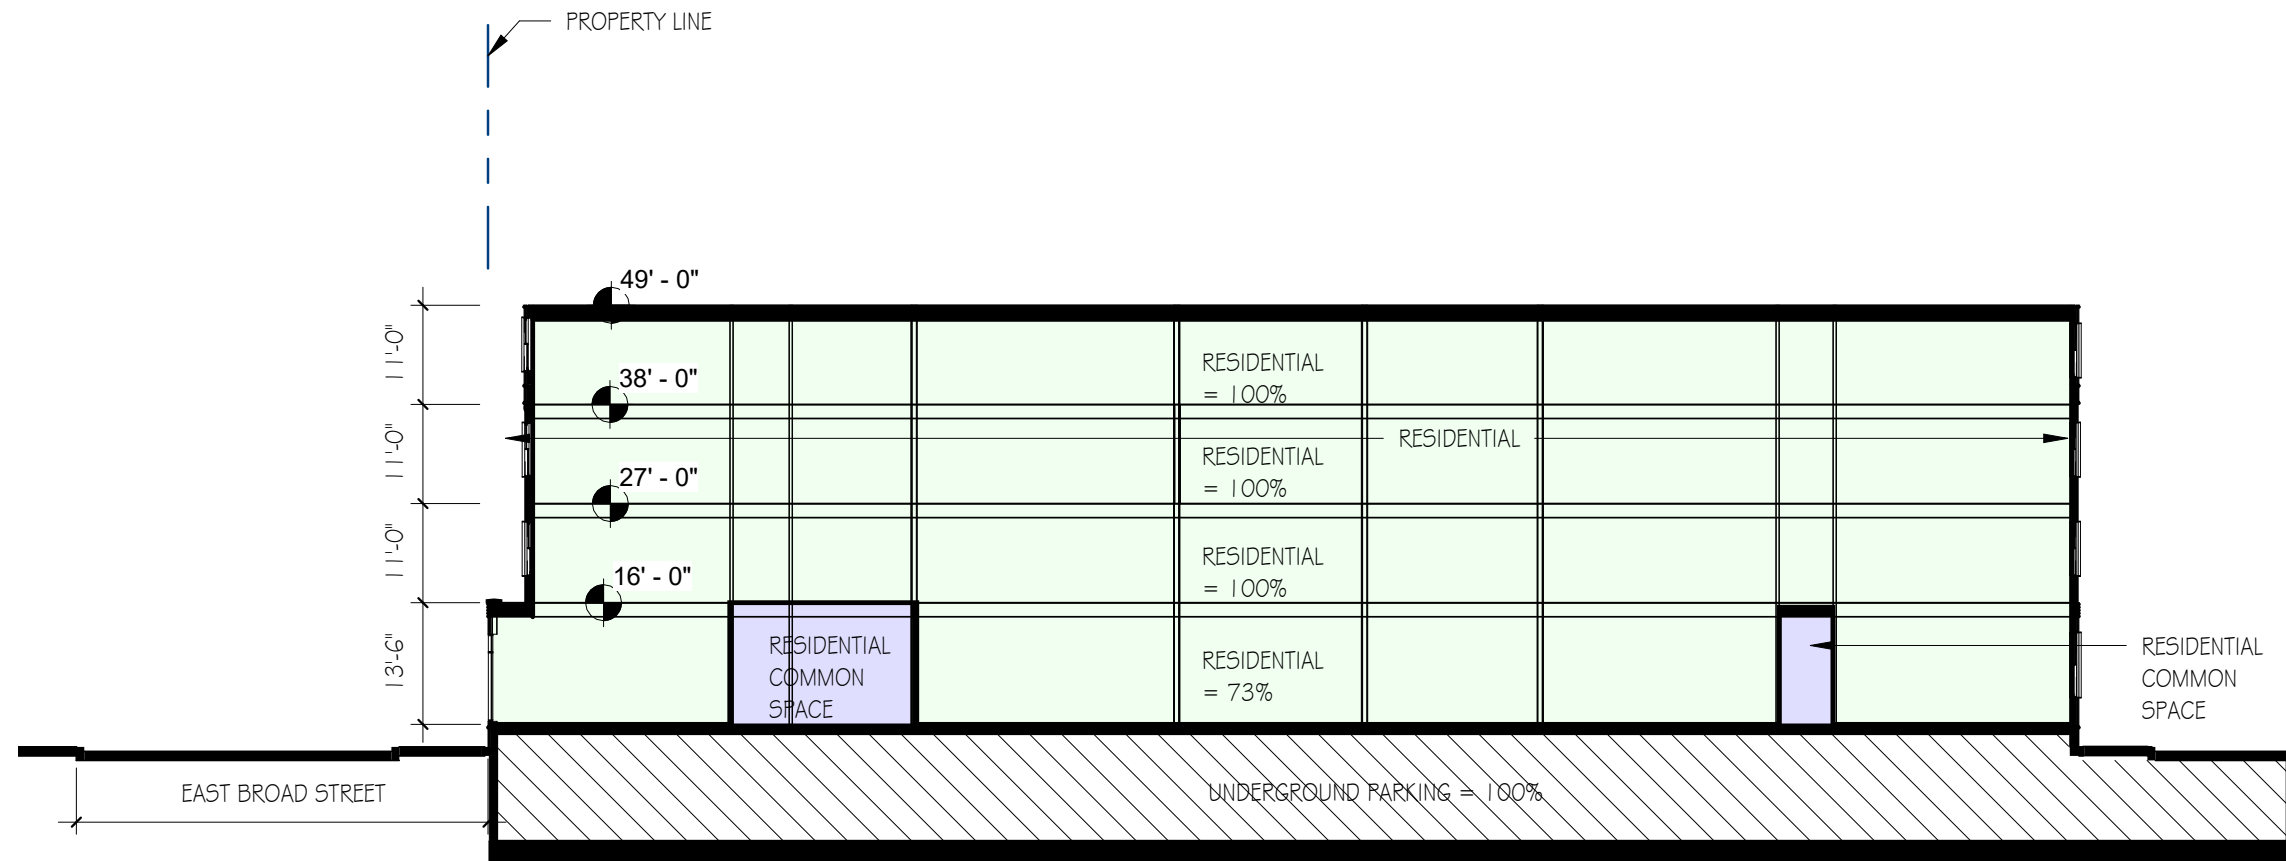 PROPERTY LINE
49' - 0"
11'-0"
38' - 0"
RESIDENTIAL
= 100%
11'-0"
RESIDENTIAL
27' - 0"
RESIDENTIAL
= 100%
11'-0"
16' - 0"
RESIDENTIAL
= 100%
13'-6"
RESIDENTIAL
COMMON
SPACE
RESIDENTIAL
= 73%
RESIDENTIAL
COMMON
SPACE
EAST BROAD STREET
UNDERGROUND PARKING = 100%